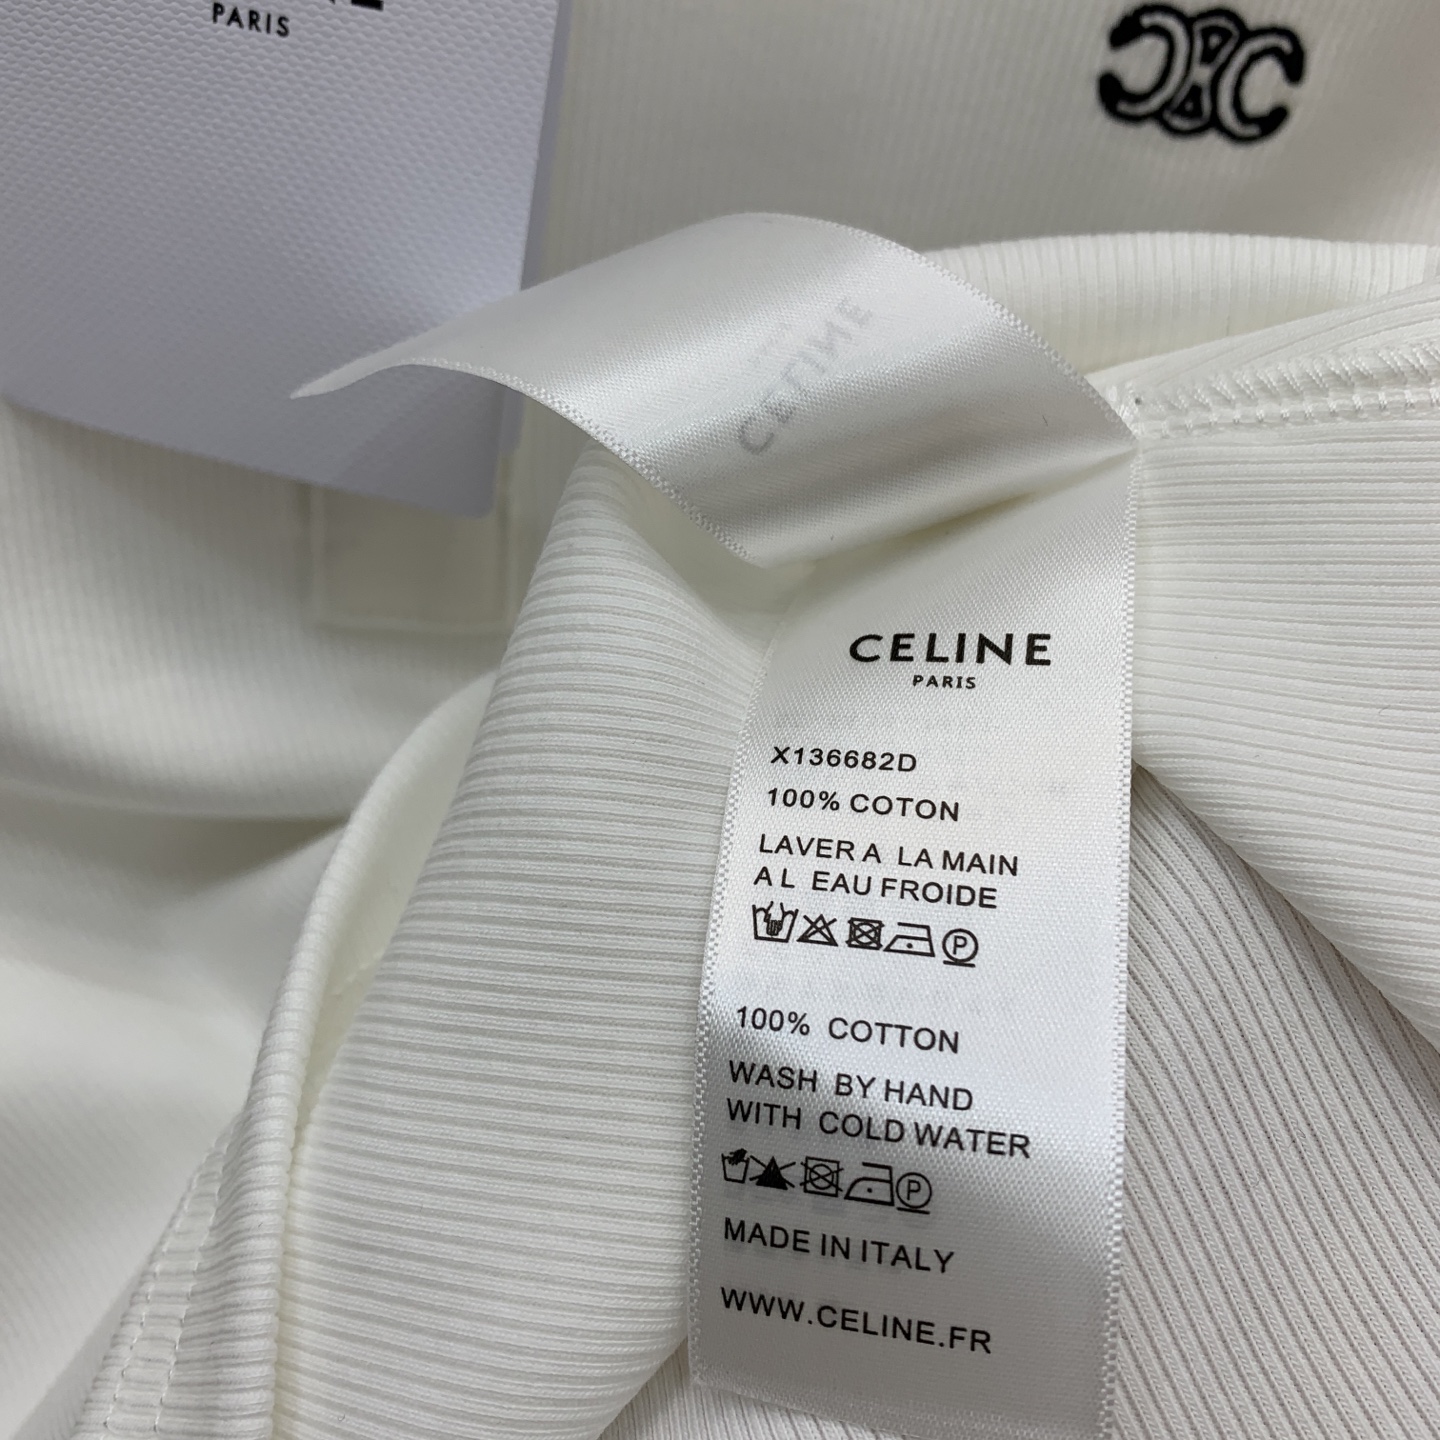 PARIS
CELINE
CELINE
PARIS
X136682D
100% COTON
LAVER A LA MAIN
A L EAU FROIDE
P
100% COTTON
WASH BY HAND
WITH COLD WATER
P
MADE IN ITALY
WWW.CELINE.FR